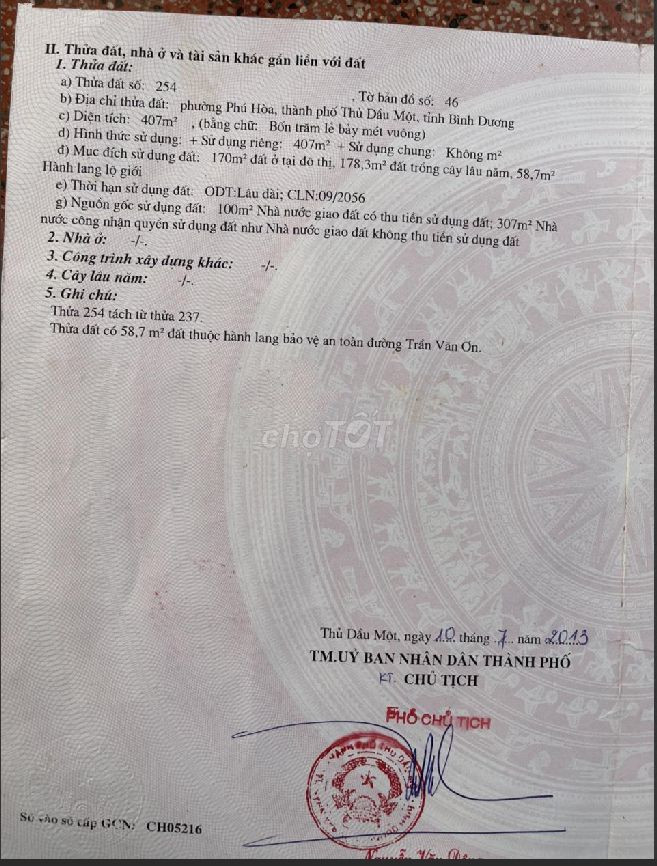 II. Thửa đất, nhà ở và tài sản khác gắn liền với đất
1. Thửa đất:
a) Thửa đất số: 254 , Tờ bản đồ số: 46
b) Địa chỉ thửa đất: phường Phú Hòa, thành phố Thủ Dầu Một, tỉnh Bình Dương
c) Diện tích: 407m² , (bằng chữ: Bốn trăm lẻ bảy mét vuông)
d) Hình thức sử dụng: + Sử dụng riêng: 407m² + Sử dụng chung: Không m²
đ) Mục đích sử dụng đất: 170m² đất ở tại đô thị, 178,3m² đất trồng cây lâu năm, 58,7m²
Hành lang lộ giới
e) Thời hạn sử dụng đất: ODT:Lâu dài; CLN:09/2056
g) Nguồn gốc sử dụng đất: 100m² Nhà nước giao đất có thu tiền sử dụng đất; 307m² Nhà
nước công nhận quyền sử dụng đất như Nhà nước giao đất không thu tiền sử dụng đất
2. Nhà ở: -/-.
3. Công trình xây dựng khác: -/-.
4. Cây lâu năm: -/-.
5. Ghi chú:
Thửa 254 tách từ thửa 237.
Thửa đất có 58,7 m² đất thuộc hành lang bảo vệ an toàn đường Trần Văn Ơn.
chợTỐT
Thủ Dầu Một, ngày 10 tháng 7 năm 2013
TM.UỶ BAN NHÂN DÂN THÀNH PHỐ
KT. CHỦ TỊCH
PHÓ CHỦ TỊCH
Số vào sổ cấp GCN: CH05216
Nguyễn Văn